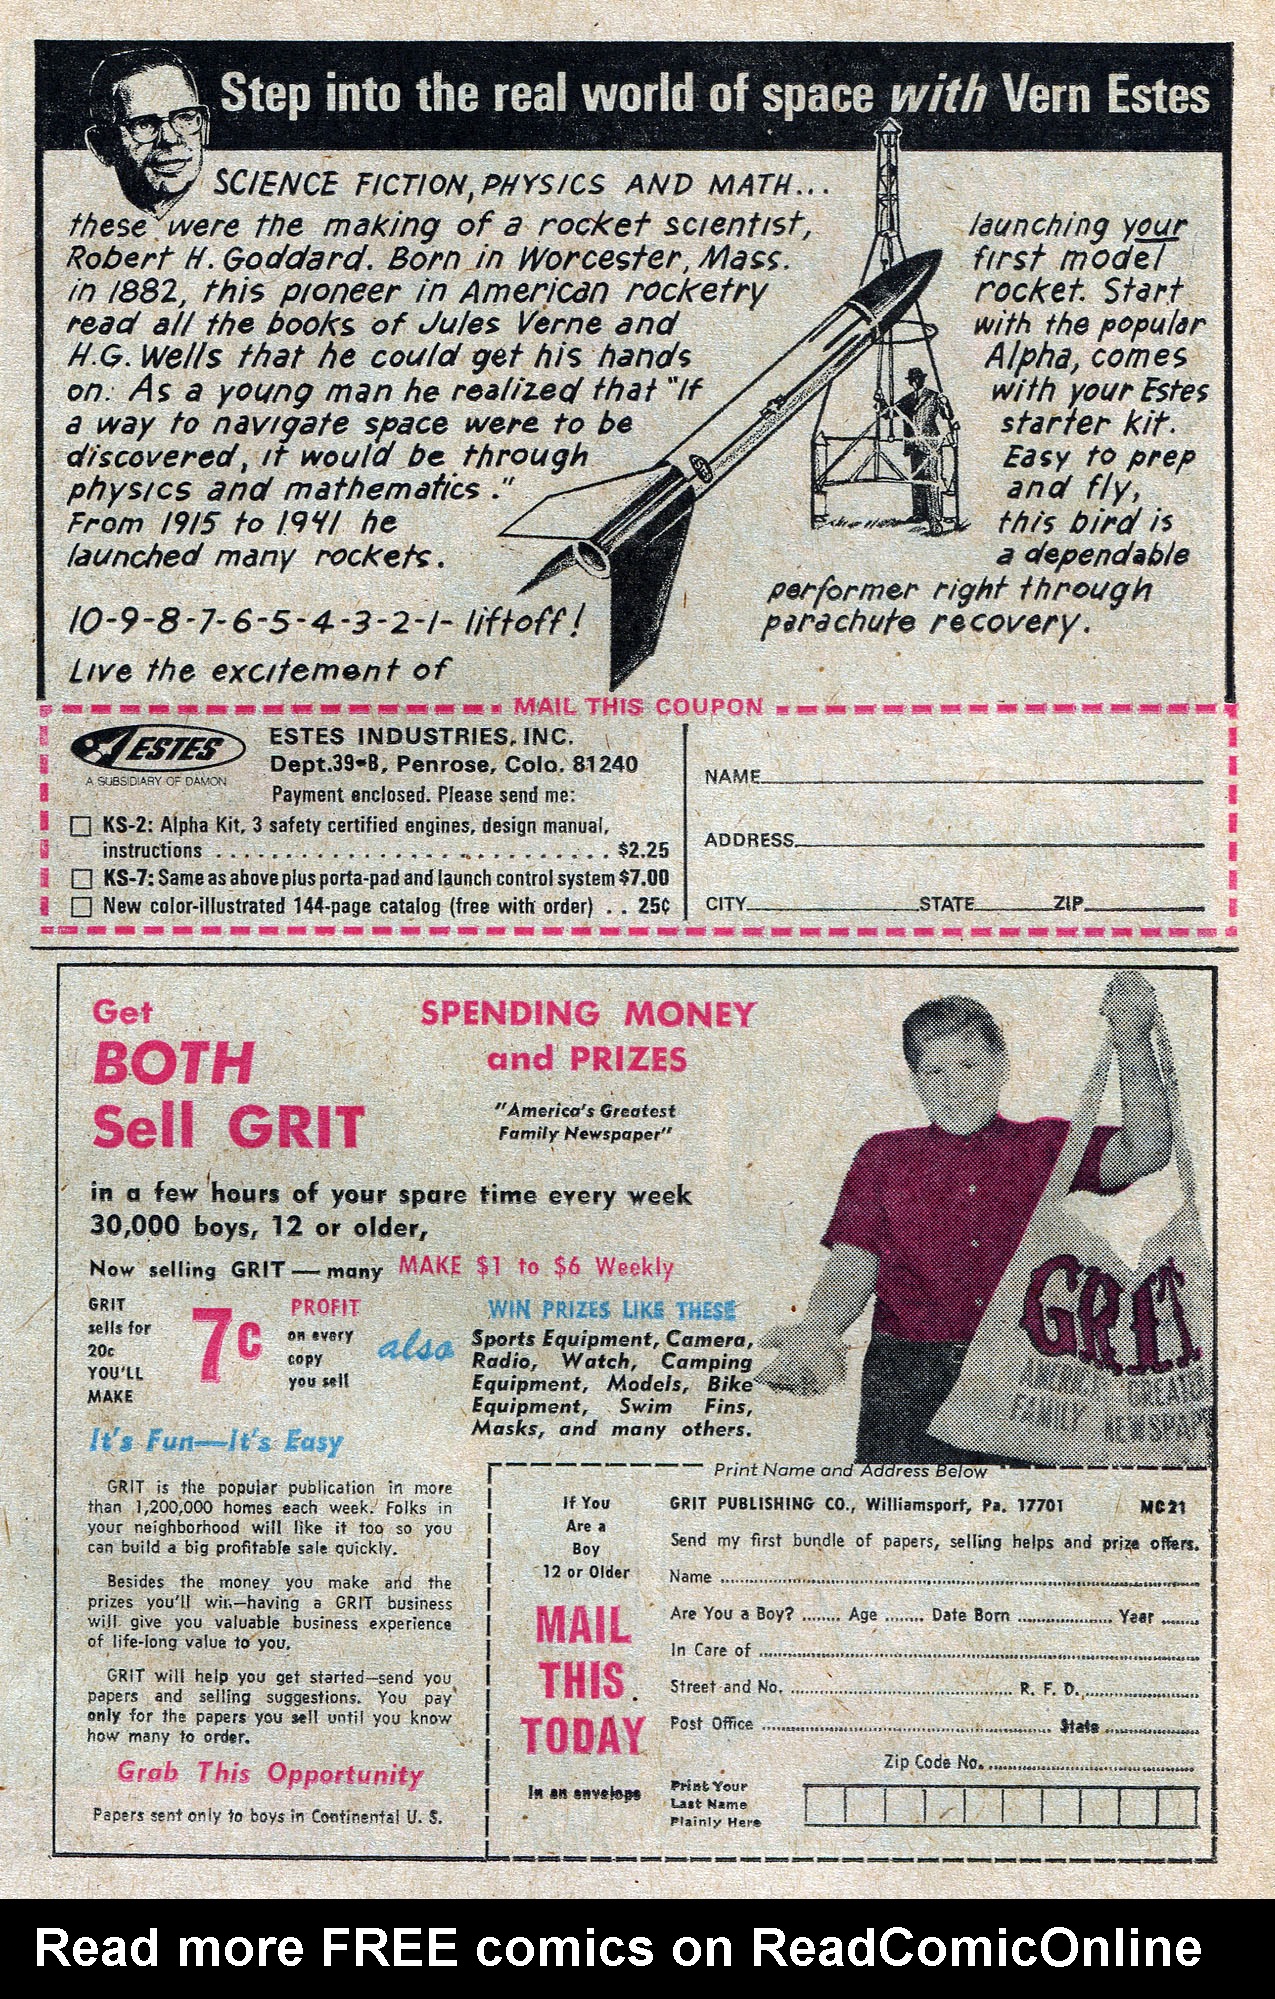 Step into the real world of space with Vern Estes
SCIENCE FICTION, PHYSICS AND MATH...
these were the making of a rocket scientist,
Robert H. Goddard. Born in Worcester, Mass.
in 1882, this pioneer in American rocketry
read all the books of Jules Verne and
H.G. Wells that he could get his hands
on. As a young man he realized that "If
a way to navigate space were to be
discovered, it would be through
physics and mathematics."
From 1915 to 1941 he
launched many rockets.
10-9-8-7-6-5-4-3-2-1- liftoff!
Live the excitement of
launching your
first model
rocket. Start
with the popular
Alpha, comes
with your Estes
starter kit.
Easy to prep
and fly,
this bird is
a dependable
performer right through
parachute recovery.
MAIL THIS COUPON
ESTES
A SUBSIDIARY OF DAMON
ESTES INDUSTRIES, INC.
Dept.39-B, Penrose, Colo. 81240
Payment enclosed. Please send me:
KS-2: Alpha Kit, 3 safety certified engines, design manual,
instructions . . . . . . . . . . . . . . . . . . . . . . . . . . . . . $2.25
KS-7: Same as above plus porta-pad and launch control system $7.00
New color-illustrated 144-page catalog (free with order) . . 25¢
NAME
ADDRESS
CITY STATE ZIP
Get
BOTH
Sell GRIT
SPENDING MONEY
and PRIZES
"America's Greatest
Family Newspaper"
in a few hours of your spare time every week
30,000 boys, 12 or older,
Now selling GRIT — many MAKE $1 to $6 Weekly
GRIT
sells for
20c
YOU'LL
MAKE
7c
PROFIT
on every
copy
you sell
also
WIN PRIZES LIKE THESE
Sports Equipment, Camera,
Radio, Watch, Camping
Equipment, Models, Bike
Equipment, Swim Fins,
Masks, and many others.
GRIT
AMERICA'S GREATEST
FAMILY
NEWSPAPER
It's Fun—It's Easy
GRIT is the popular publication in more
than 1,200,000 homes each week. Folks in
your neighborhood will like it too so you
can build a big profitable sale quickly.
Besides the money you make and the
prizes you'll win—having a GRIT business
will give you valuable business experience
of life-long value to you.
GRIT will help you get started—send you
papers and selling suggestions. You pay
only for the papers you sell until you know
how many to order.
Grab This Opportunity
Papers sent only to boys in Continental U. S.
Print Name and Address Below
If You
Are a
Boy
12 or Older
MAIL
THIS
TODAY
In an envelope
GRIT PUBLISHING CO., Williamsport, Pa. 17701 MC21
Send my first bundle of papers, selling helps and prize offers.
Name
Are You a Boy? ........ Age ....... Date Born ................. Year .......
In Care of
Street and No. R. F. D.
Post Office State
Zip Code No.
Print Your
Last Name
Plainly Here
Read more FREE comics on ReadComicOnline